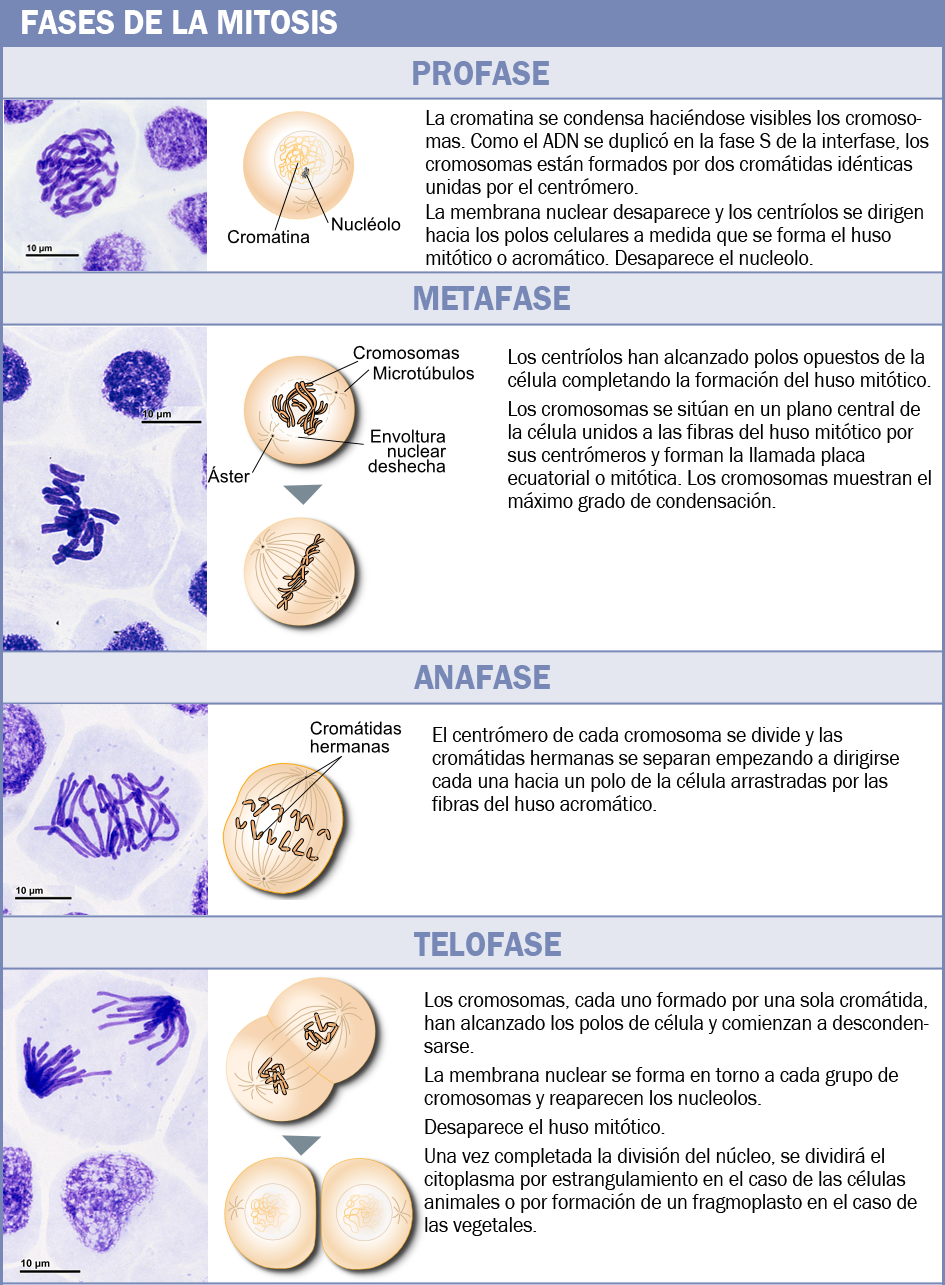 FASES DE LA MITOSIS
PROFASE
10 µm
Cromatina
Nucléolo
La cromatina se condensa haciéndose visibles los cromoso-
mas. Como el ADN se duplicó en la fase S de la interfase, los
cromosomas están formados por dos cromátidas idénticas
unidas por el centrómero.
La membrana nuclear desaparece y los centríolos se dirigen
hacia los polos celulares a medida que se forma el huso
mitótico o acromático. Desaparece el nucleolo.
METAFASE
10 µm
Cromosomas
Microtúbulos
Envoltura
nuclear
deshecha
Áster
Los centríolos han alcanzado polos opuestos de la
célula completando la formación del huso mitótico.
Los cromosomas se sitúan en un plano central de
la célula unidos a las fibras del huso mitótico por
sus centrómeros y forman la llamada placa
ecuatorial o mitótica. Los cromosomas muestran el
máximo grado de condensación.
ANAFASE
10 µm
Cromátidas
hermanas
El centrómero de cada cromosoma se divide y las
cromátidas hermanas se separan empezando a dirigirse
cada una hacia un polo de la célula arrastradas por las
fibras del huso acromático.
TELOFASE
10 µm
Los cromosomas, cada uno formado por una sola cromátida,
han alcanzado los polos de célula y comienzan a desconden-
sarse.
La membrana nuclear se forma en torno a cada grupo de
cromosomas y reaparecen los nucleolos.
Desaparece el huso mitótico.
Una vez completada la división del núcleo, se dividirá el
citoplasma por estrangulamiento en el caso de las células
animales o por formación de un fragmoplasto en el caso de
las vegetales.